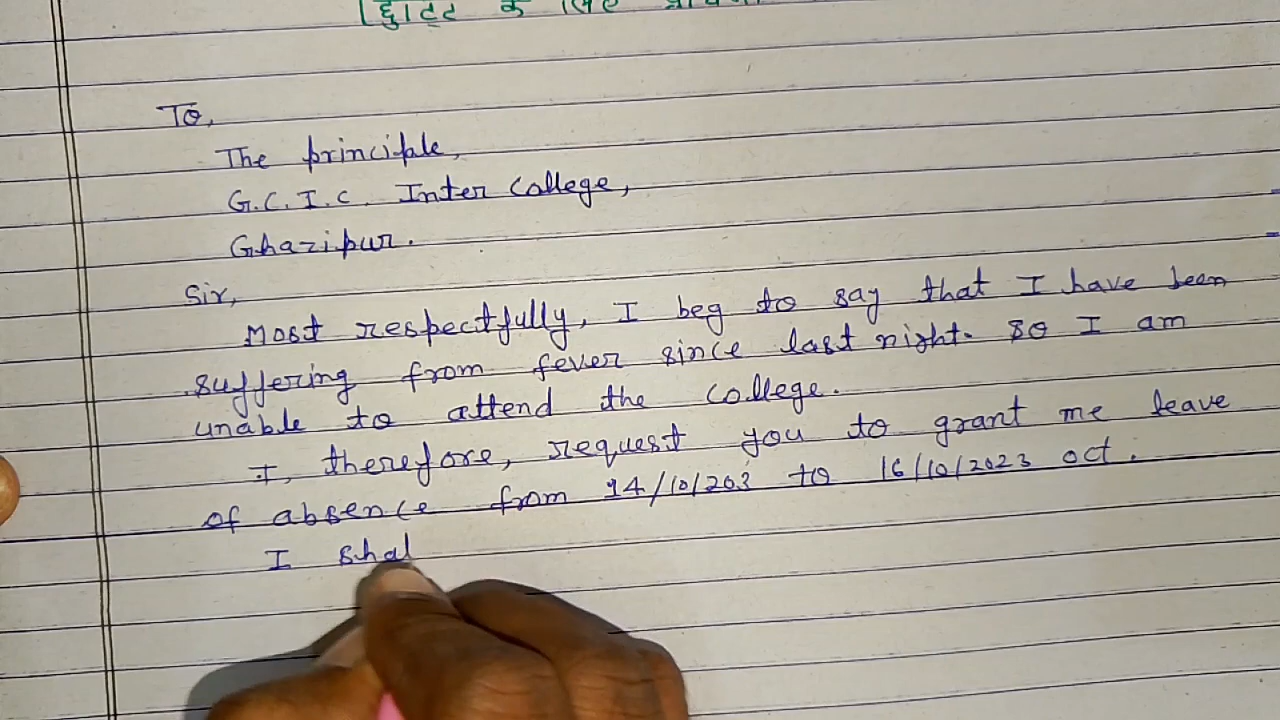 छुट्टि के लिए
To,
The principle,
G.C.I.C. Inter College,
Ghazipur.
Sir,
Most respectfully, I beg to say that I have been
suffering from fever since last night. So I am
unable to attend the college.
I, therefore, request you to grant me leave
of absence from 14/10/203 to 16/10/2023 oct.
I shal